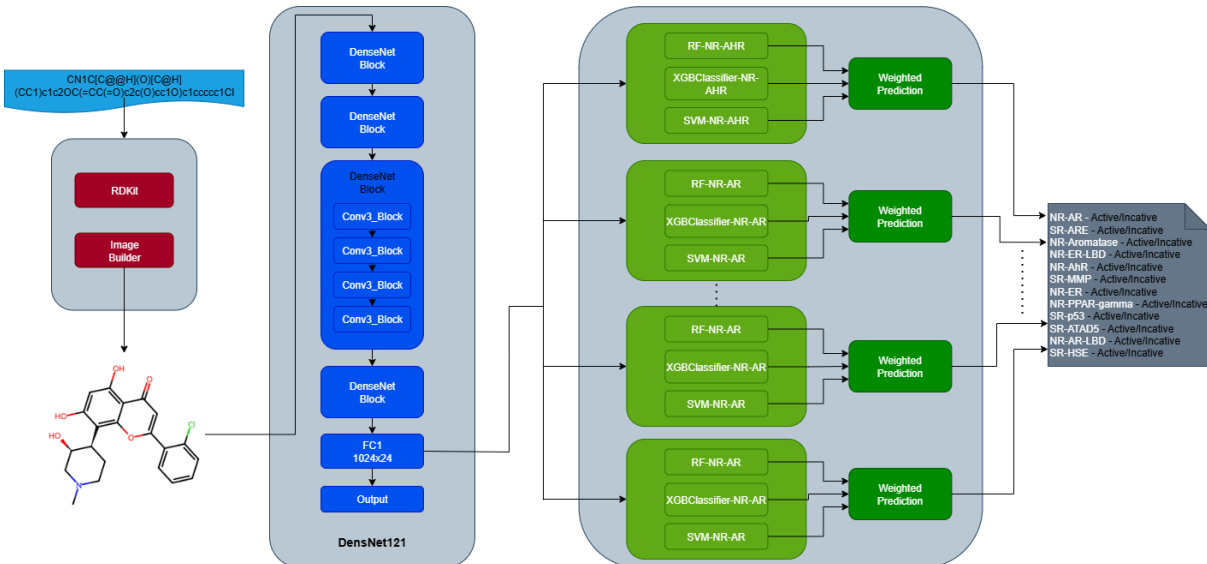 CN1C[C@@H](O)[C@H]
(CC1)c1c2OC(=CC(=O)c2c(O)cc1O)c1ccccc1Cl
RDKit
Image
Builder
OH
O
HO
Cl
HO
O
N
DenseNet
Block
DenseNet
Block
DenseNet
Block
Conv3_Block
Conv3_Block
Conv3_Block
Conv3_Block
DenseNet
Block
FC1
1024x24
Output
DensNet121
RF-NR-AHR
XGBClassifier-NR-
AHR
SVM-NR-AHR
Weighted
Prediction
RF-NR-AR
XGBClassifier-NR-AR
SVM-NR-AR
Weighted
Prediction
RF-NR-AR
XGBClassifier-NR-AR
SVM-NR-AR
Weighted
Prediction
RF-NR-AR
XGBClassifier-NR-AR
SVM-NR-AR
Weighted
Prediction
NR-AR - Active/Incative
SR-ARE - Active/Incative
NR-Aromatase - Active/Incative
NR-ER-LBD - Active/Incative
NR-AhR - Active/Incative
SR-MMP - Active/Incative
NR-ER - Active/Incative
NR-PPAR-gamma - Active/Incative
SR-p53 - Active/Incative
SR-ATAD5 - Active/Incative
NR-AR-LBD - Active/Incative
SR-HSE - Active/Incative